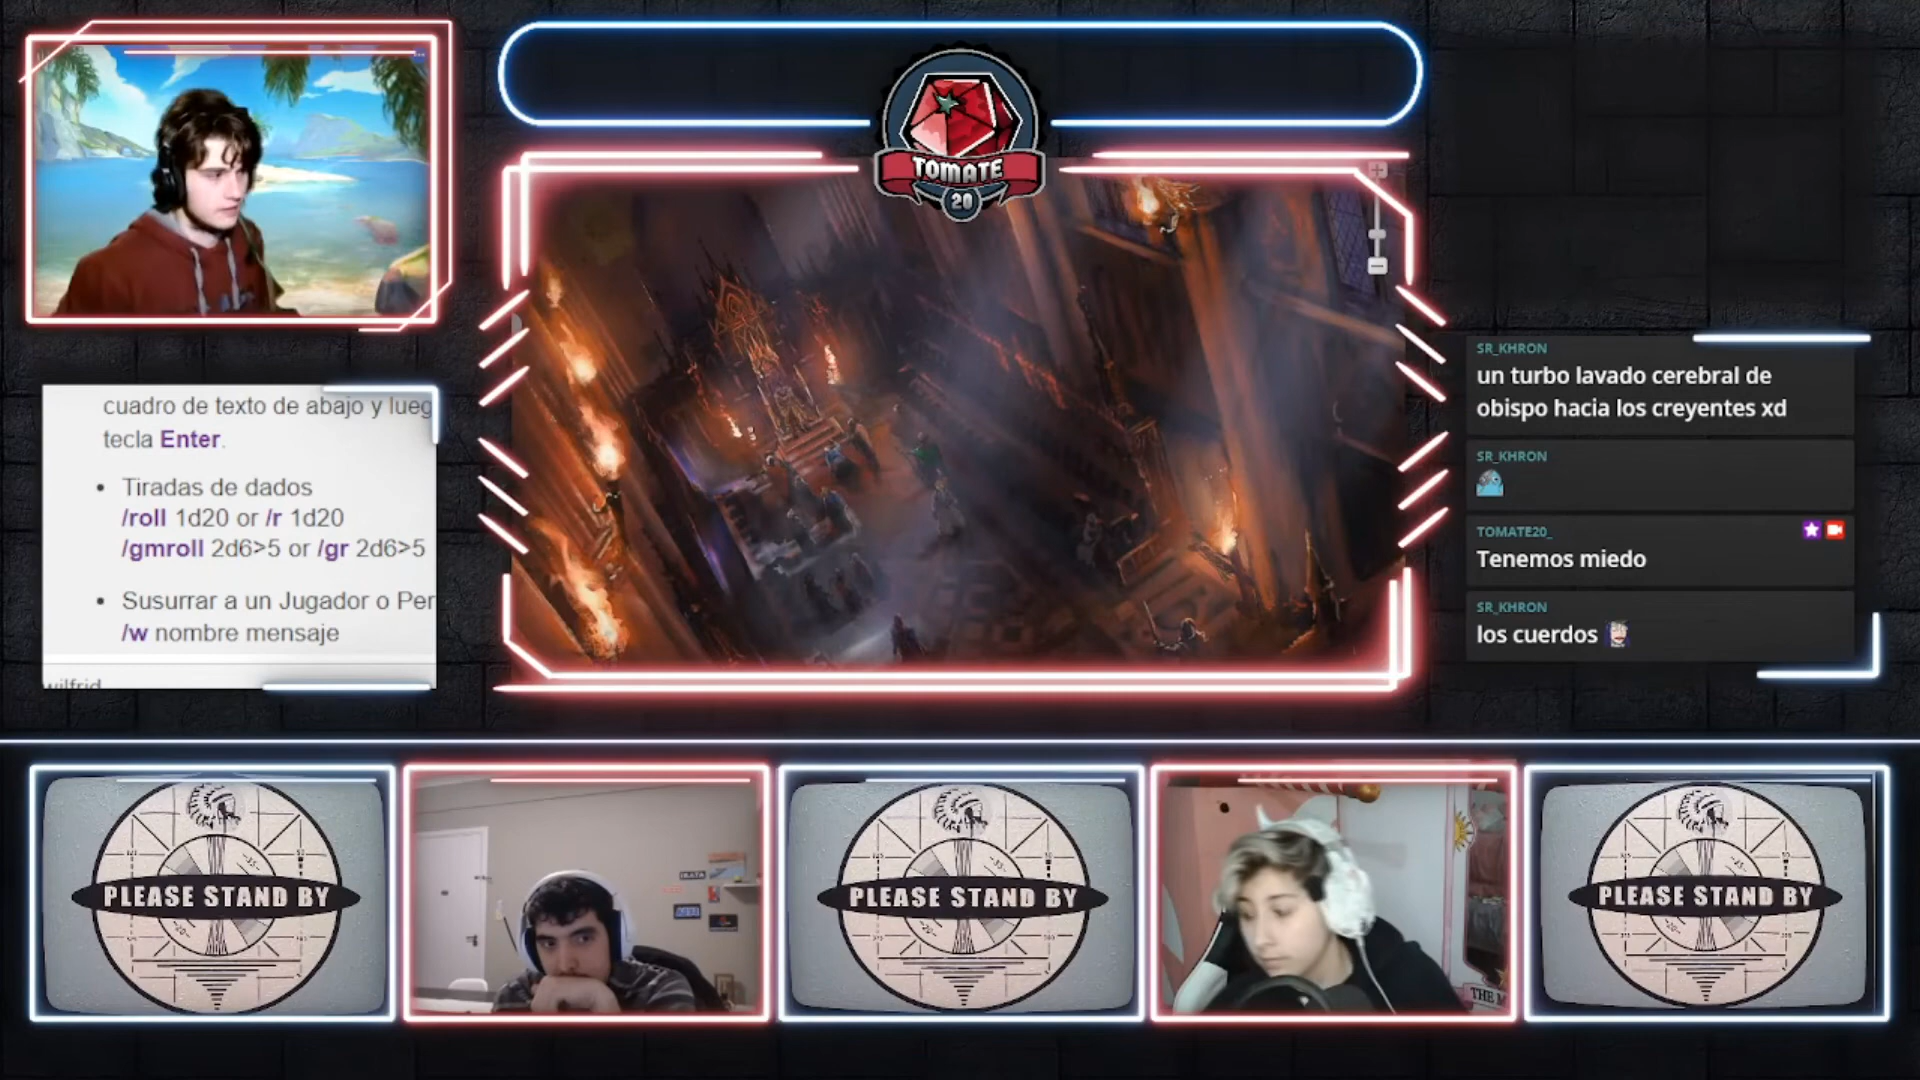 TOMATE
20
cuadro de texto de abajo y lueg
tecla Enter.
• Tiradas de dados
/roll 1d20 or /r 1d20
/gmroll 2d6>5 or /gr 2d6>5
• Susurrar a un Jugador o Per
/w nombre mensaje
wilfrid
SR_KHRON
un turbo lavado cerebral de
obispo hacia los creyentes xd
SR_KHRON
TOMATE20_
Tenemos miedo
SR_KHRON
los cuerdos
PLEASE STAND BY
PLEASE STAND BY
THE M
PLEASE STAND BY